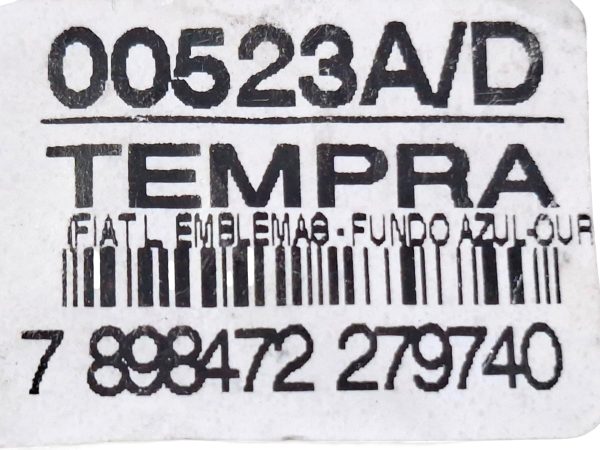 00523A/D
TEMPRA
(FIAT L. EMBLEMAS - FUNDO AZUL-OUR
7 898472 279740